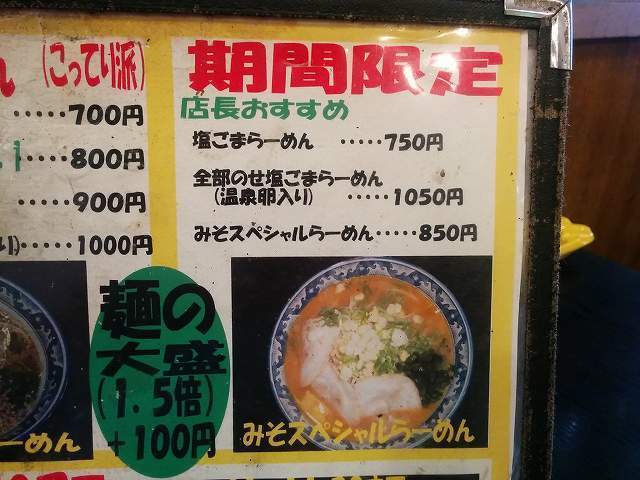 ん (こってり派)
・・・・・700円
1・・・・・800円
・・・・・900円
り)・・・・・1000円
期間限定
店長おすすめ
塩ごまらーめん ・・・・・750円
全部のせ塩ごまらーめん
(温泉卵入り) ・・・・・1050円
みそスペシャルらーめん・・・・・850円
麺の
大盛
(1.5倍)
+100円
みそスペシャルらーめん
らーめん